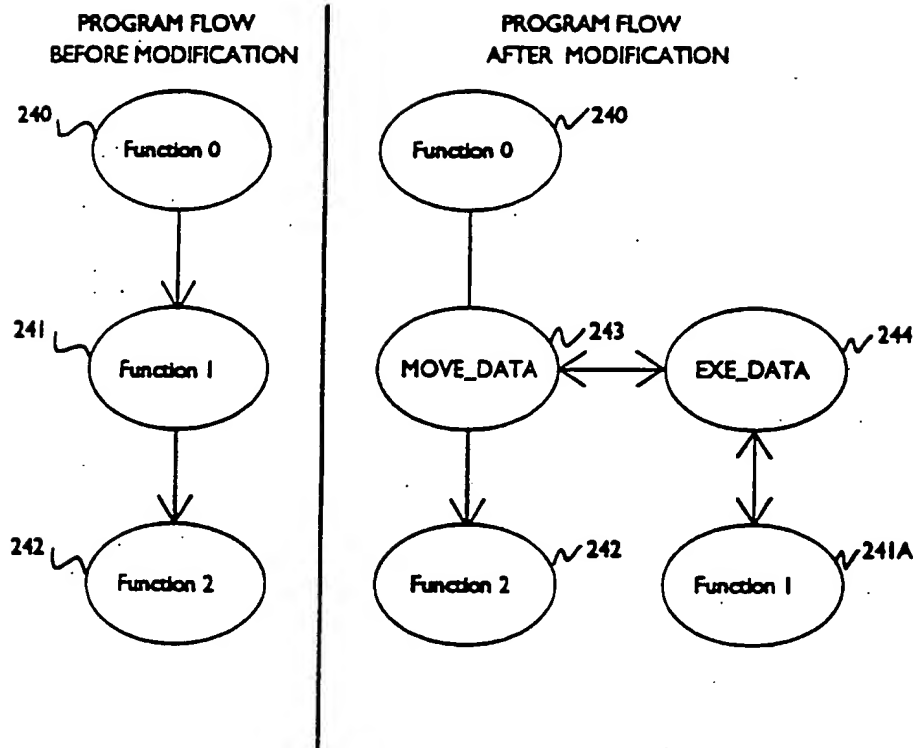 PROGRAM FLOW
BEFORE MODIFICATION
240
Function 0
241
Function 1
242
Function 2
PROGRAM FLOW
AFTER MODIFICATION
240
Function 0
243
MOVE_DATA
244
EXE_DATA
242
Function 2
241A
Function 1